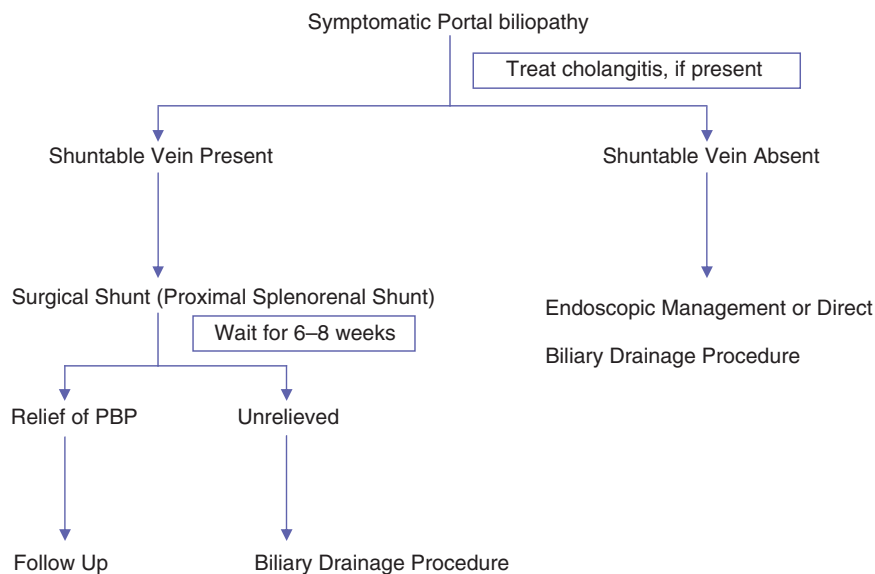 Symptomatic Portal biliopathy
Treat cholangitis, if present
Shuntable Vein Present
Shuntable Vein Absent
Surgical Shunt (Proximal Splenorenal Shunt)
Wait for 6–8 weeks
Endoscopic Management or Direct
Biliary Drainage Procedure
Relief of PBP
Unrelieved
Follow Up
Biliary Drainage Procedure